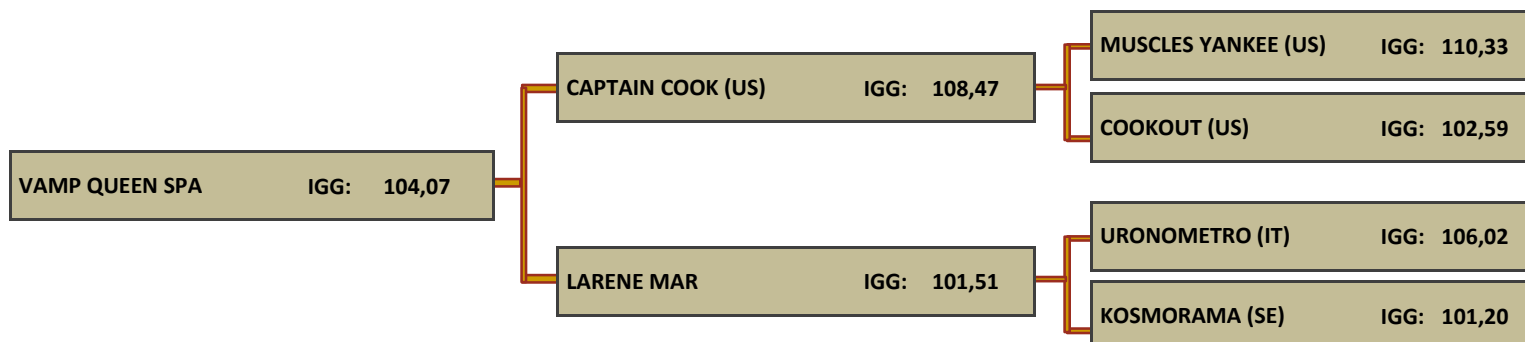 MUSCLES YANKEE (US) IGG: 110,33
CAPTAIN COOK (US) IGG: 108,47
COOKOUT (US) IGG: 102,59
VAMP QUEEN SPA IGG: 104,07
URONOMETRO (IT) IGG: 106,02
LARENE MAR IGG: 101,51
KOSMORAMA (SE) IGG: 101,20